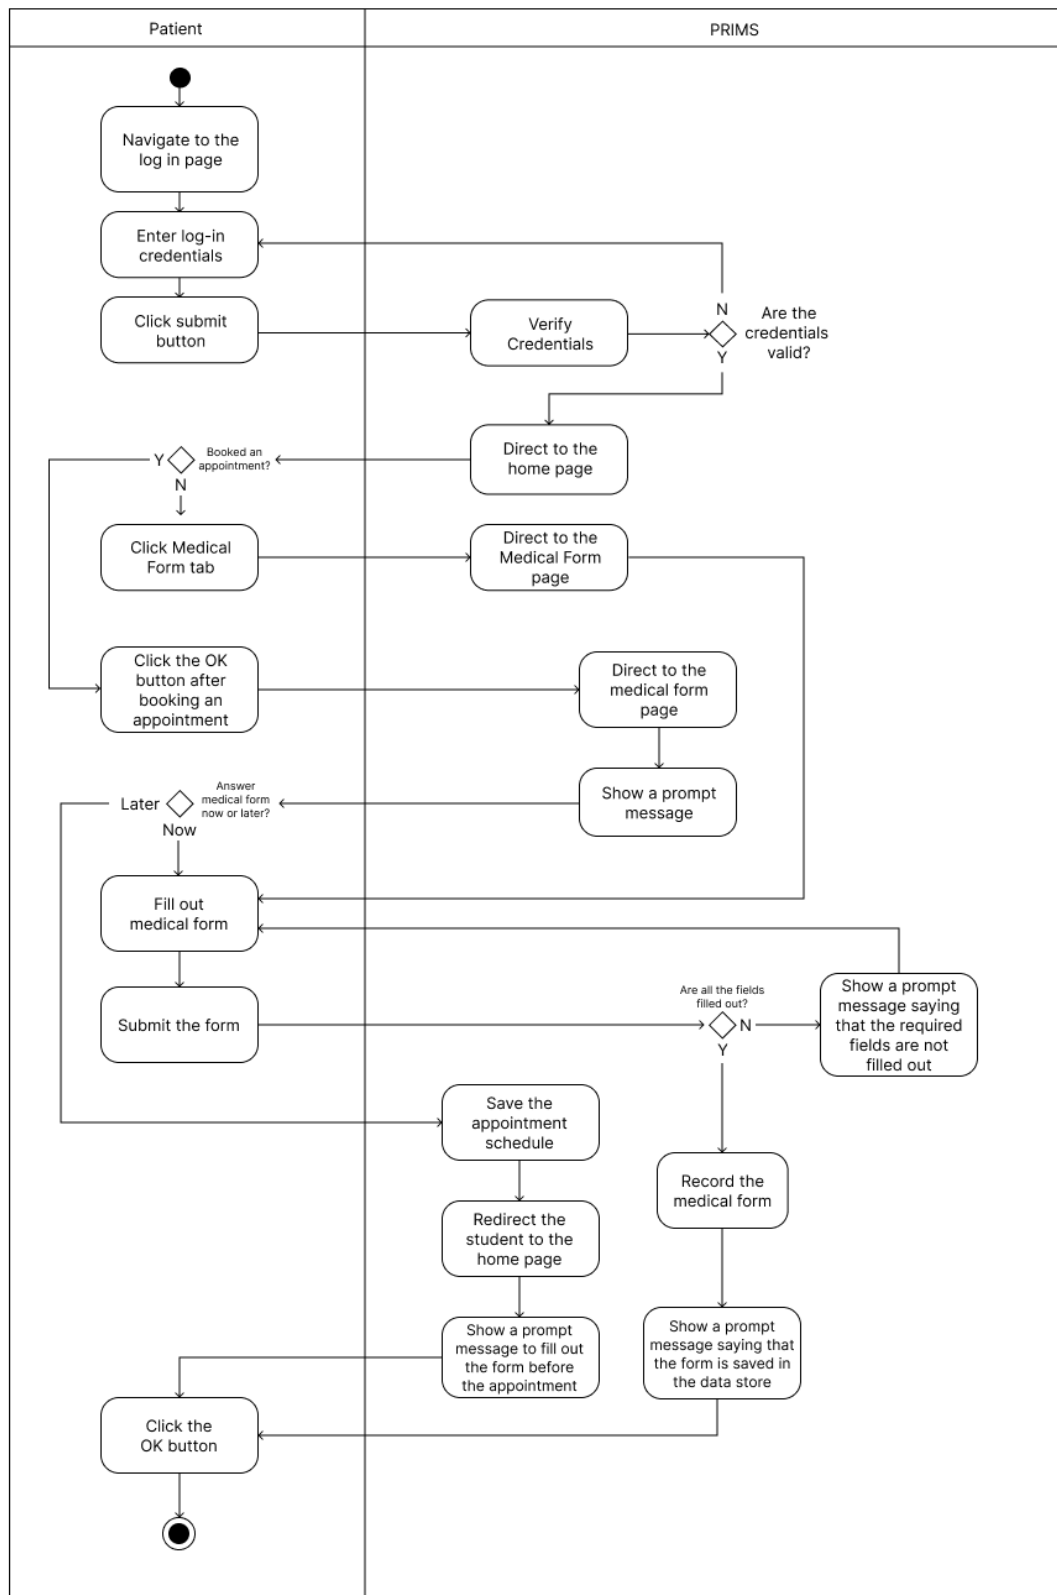 Patient
PRIMS
Navigate to the
log in page
Enter log-in
credentials
Click submit
button
Verify
Credentials
N
Y
Are the
credentials
valid?
Direct to the
home page
Booked an
appointment?
Y
N
Click Medical
Form tab
Direct to the
Medical Form
page
Click the OK
button after
booking an
appointment
Direct to the
medical form
page
Show a prompt
message
Answer
medical form
now or later?
Later
Now
Fill out
medical form
Submit the form
Are all the fields
filled out?
N
Y
Show a prompt
message saying
that the required
fields are not
filled out
Save the
appointment
schedule
Record the
medical form
Redirect the
student to the
home page
Show a prompt
message to fill out
the form before
the appointment
Show a prompt
message saying that
the form is saved in
the data store
Click the
OK button